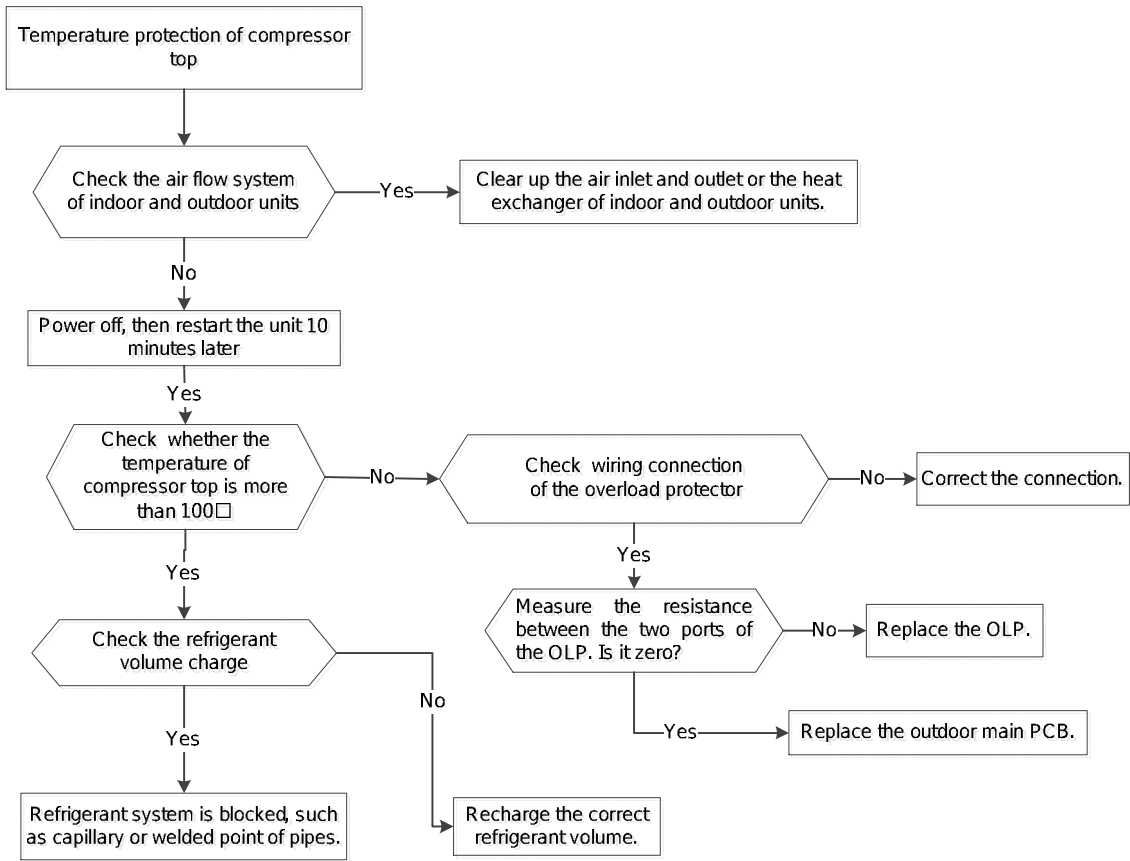 Temperature protection of compressor
top
Check the air flow system
of indoor and outdoor units
Yes
Clear up the air inlet and outlet or the heat
exchanger of indoor and outdoor units.
No
Power off, then restart the unit 10
minutes later
Yes
Check whether the
temperature of
compressor top is more
than 100□
No
Check wiring connection
of the overload protector
No
Correct the connection.
Yes
Yes
Measure the resistance
between the two ports of
the OLP. Is it zero?
No
Replace the OLP.
Check the refrigerant
volume charge
No
Yes
Replace the outdoor main PCB.
Yes
Refrigerant system is blocked, such
as capillary or welded point of pipes.
Recharge the correct
refrigerant volume.